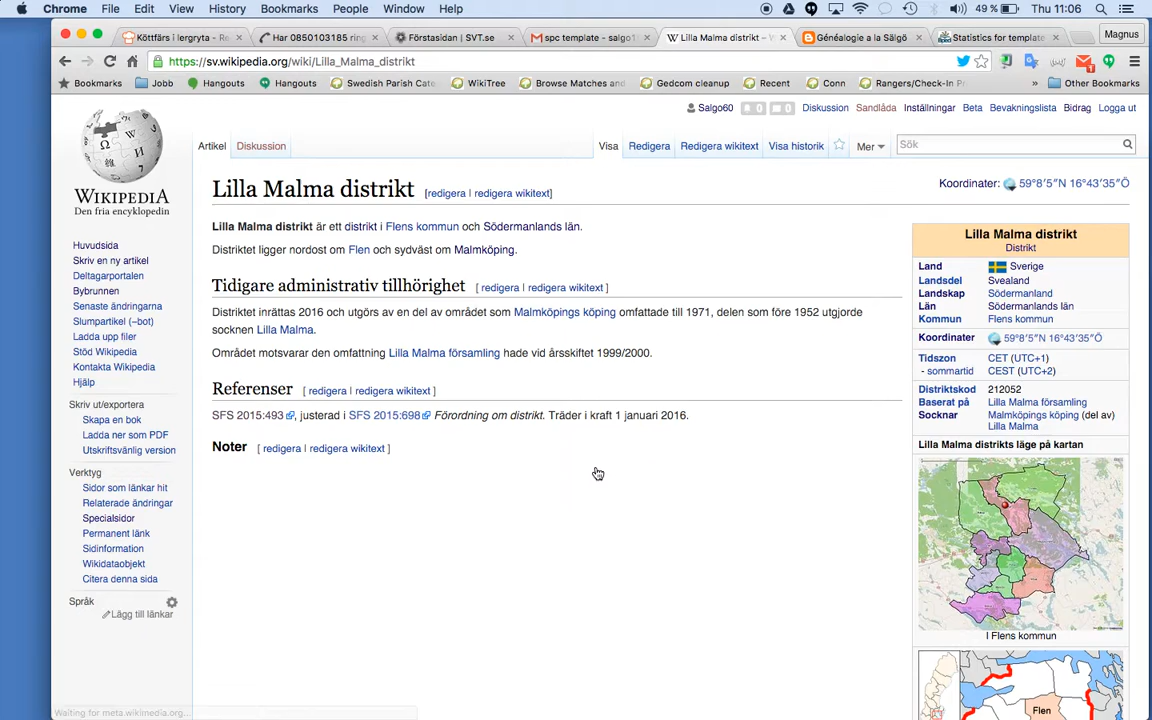 Chrome File Edit View History Bookmarks People Window Help 49 % Thu 11:06
Köttfärs i lergryta - Re Har 0850103185 ring Förstasidan | SVT.se spc template - salgo1 Lilla Malma distrikt – Généalogie a la Sälgö Statistics for template Magnus
https://sv.wikipedia.org/wiki/Lilla_Malma_distrikt
Bookmarks Jobb Hangouts Hangouts Swedish Parish Cate WikiTree Browse Matches and Gedcom cleanup Recent Conn Rangers/Check-In P » Other Bookmarks
Salgo60 0 0 Diskussion Sandlåda Inställningar Beta Bevakningslista Bidrag Logga ut
Artikel Diskussion Visa Redigera Redigera wikitext Visa historik Mer Sök
WIKIPEDIA
Den fria encyklopedin
Huvudsida
Skriv en ny artikel
Deltagarportalen
Bybrunnen
Senaste ändringarna
Slumpartikel (–bot)
Ladda upp filer
Stöd Wikipedia
Kontakta Wikipedia
Hjälp
Skriv ut/exportera
Skapa en bok
Ladda ner som PDF
Utskriftsvänlig version
Verktyg
Sidor som länkar hit
Relaterade ändringar
Specialsidor
Permanent länk
Sidinformation
Wikidataobjekt
Citera denna sida
Språk
Lägg till länkar
Lilla Malma distrikt [redigera | redigera wikitext]
Koordinater: 59°8′5″N 16°43′35″Ö
Lilla Malma distrikt är ett distrikt i Flens kommun och Södermanlands län.
Distriktet ligger nordost om Flen och sydväst om Malmköping.
Tidigare administrativ tillhörighet [ redigera | redigera wikitext ]
Distriktet inrättas 2016 och utgörs av en del av området som Malmköpings köping omfattade till 1971, delen som före 1952 utgjorde
socknen Lilla Malma.
Området motsvarar den omfattning Lilla Malma församling hade vid årsskiftet 1999/2000.
Referenser [ redigera | redigera wikitext ]
SFS 2015:493, justerad i SFS 2015:698 Förordning om distrikt. Träder i kraft 1 januari 2016.
Noter [ redigera | redigera wikitext ]
Lilla Malma distrikt
Distrikt
Land Sverige
Landsdel Svealand
Landskap Södermanland
Län Södermanlands län
Kommun Flens kommun
Koordinater 59°8′5″N 16°43′35″Ö
Tidszon CET (UTC+1)
- sommartid CEST (UTC+2)
Distriktskod 212052
Baserat på Lilla Malma församling
Socknar Malmköpings köping (del av)
Lilla Malma
Lilla Malma distrikts läge på kartan
I Flens kommun
Flen
Waiting for meta.wikimedia.org...